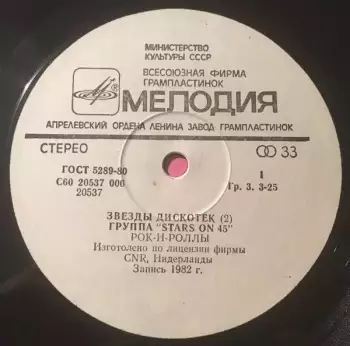 МИНИСТЕРСТВО
КУЛЬТУРЫ СССР
ВСЕСОЮЗНАЯ ФИРМА
ГРАМПЛАСТИНОК
МЕЛОДИЯ
АПРЕЛЕВСКИЙ ОРДЕНА ЛЕНИНА ЗАВОД ГРАМПЛАСТИНОК
СТЕРЕО 33
ГОСТ 5289-80 1
С60 20537 006 Гр. 3. 3-25
20537
ЗВЕЗДЫ ДИСКОТЕК (2)
ГРУППА "STARS ON 45"
РОК-Н-РОЛЛЫ
Изготолено по лицензии фирмы
CNR, Нидерланды
Запись 1982 г.